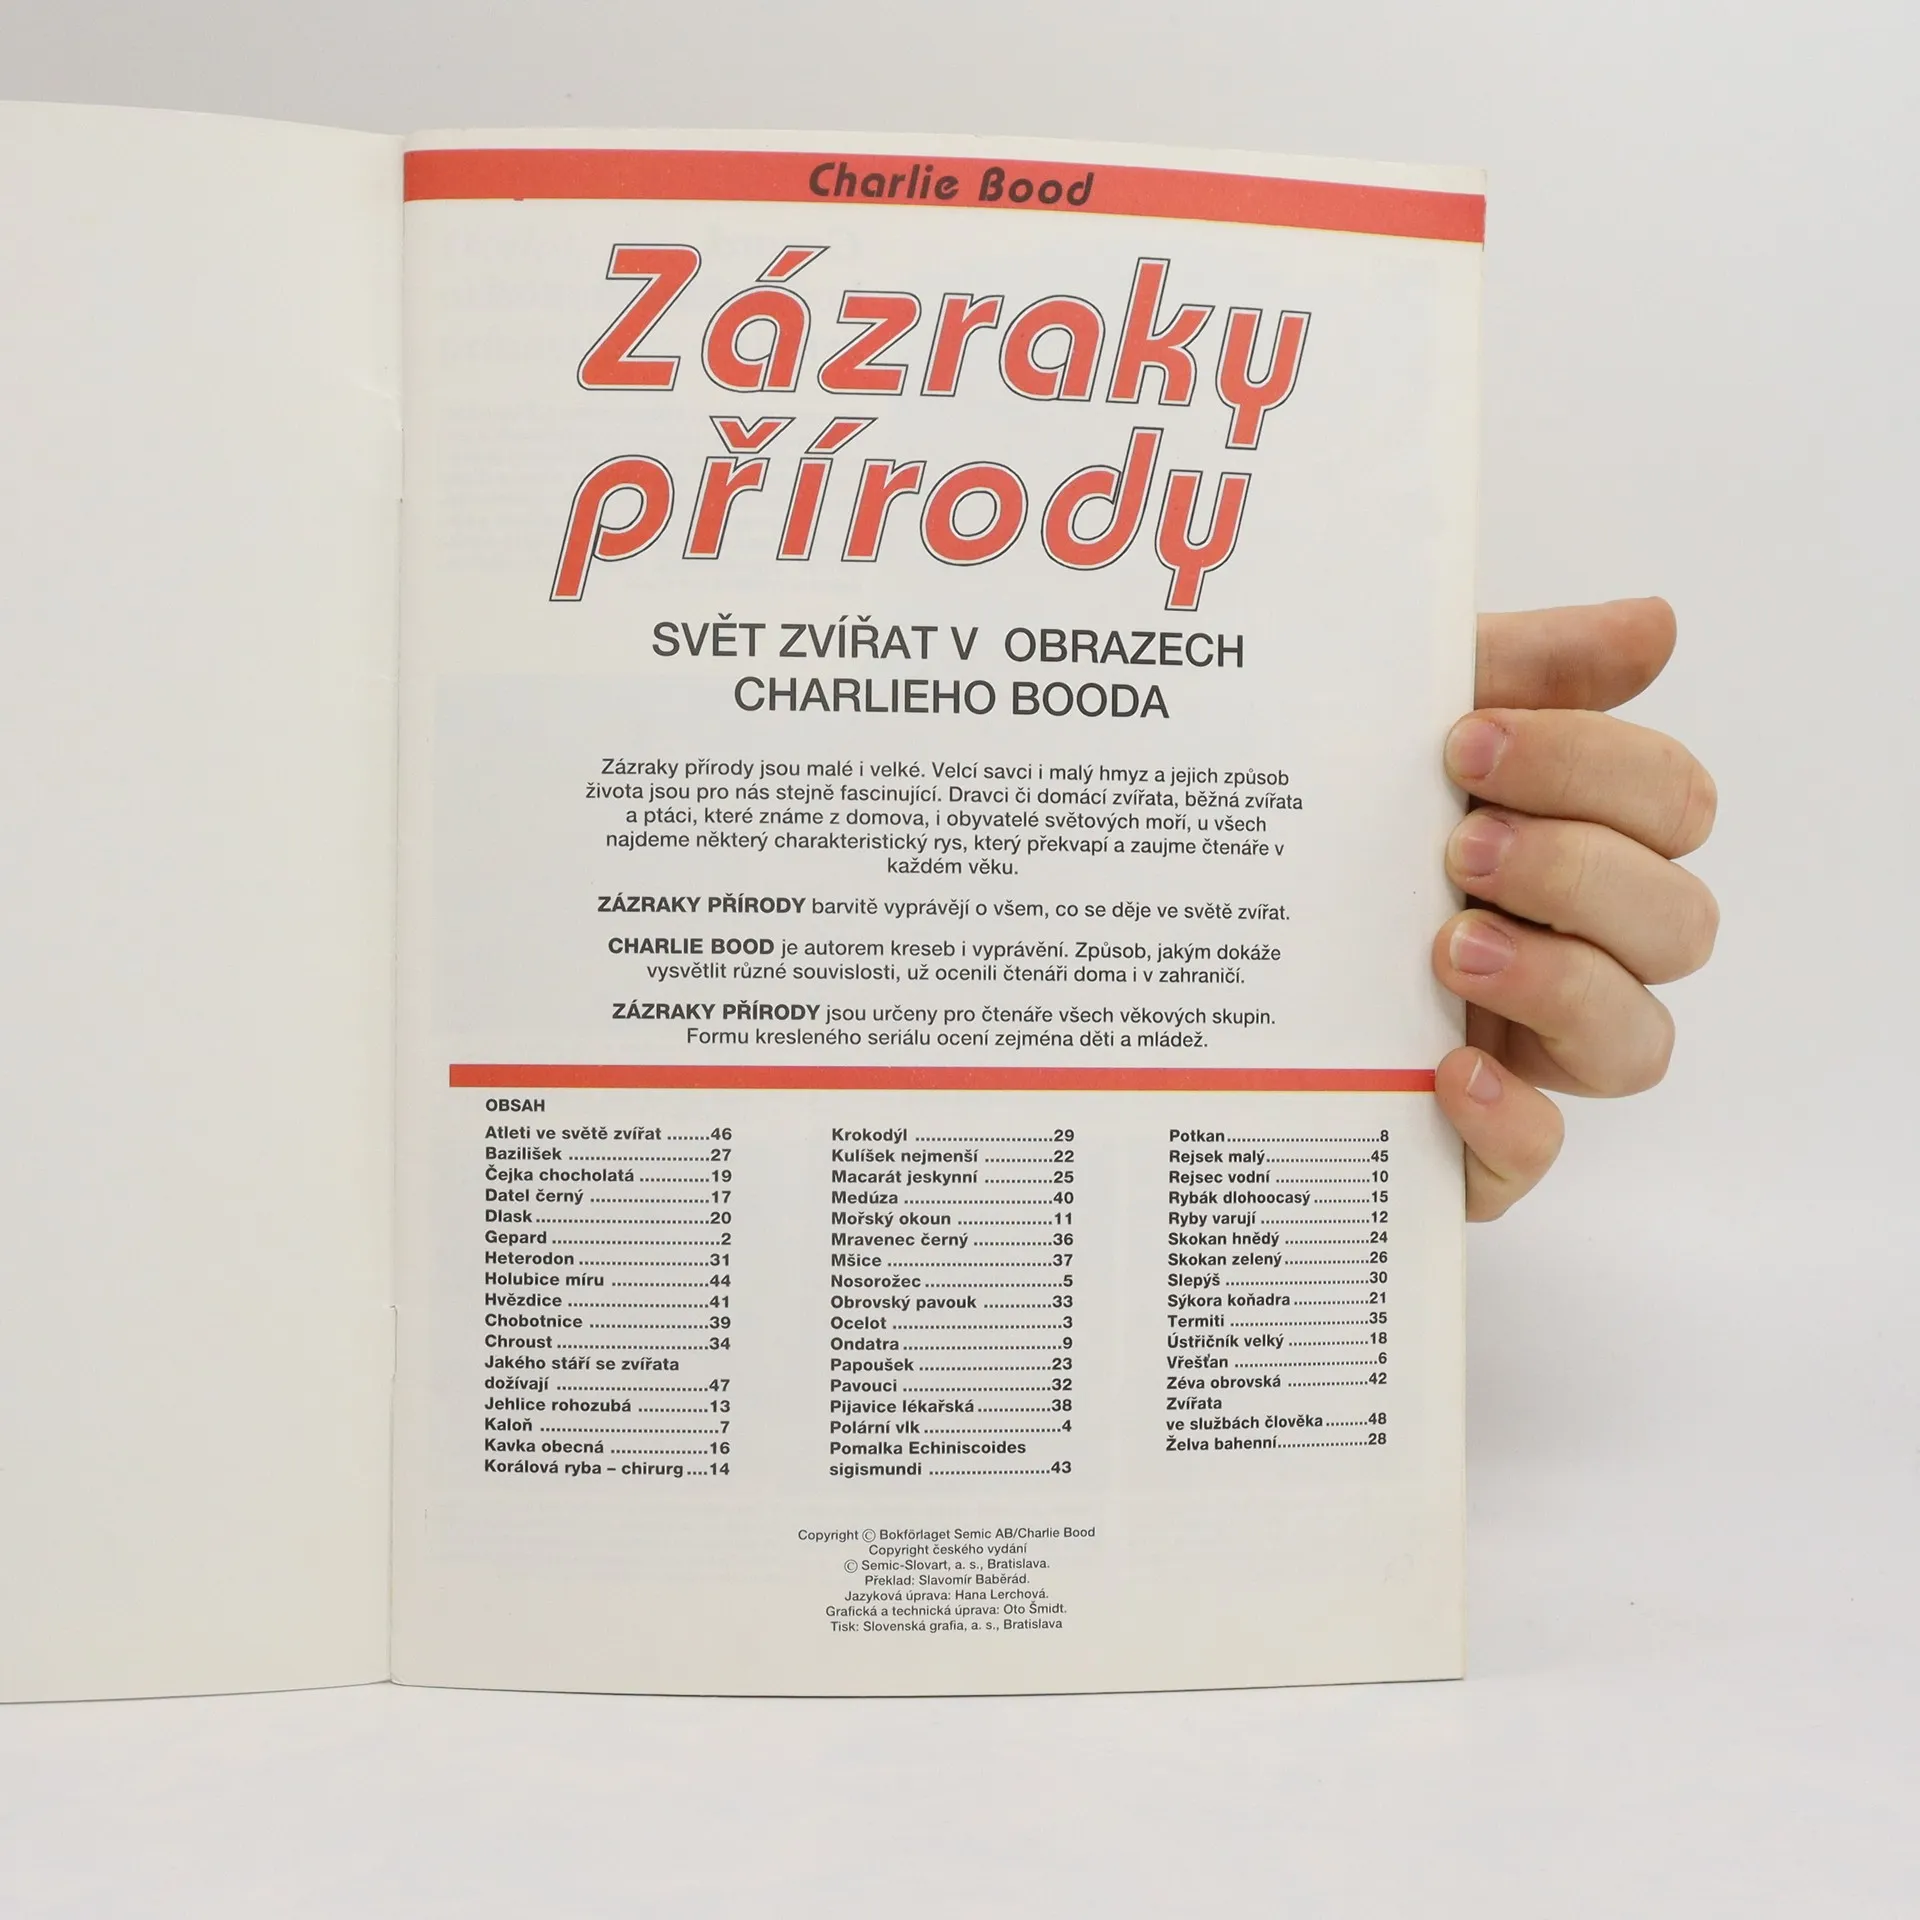 Charlie Bood
Zázraky
přírody
SVĚT ZVÍŘAT V OBRAZECH
CHARLIEHO BOODA
Zázraky přírody jsou malé i velké. Velcí savci i malý hmyz a jejich způsob
života jsou pro nás stejně fascinující. Dravci či domácí zvířata, běžná zvířata
a ptáci, které známe z domova, i obyvatelé světových moří, u všech
najdeme některý charakteristický rys, který překvapí a zaujme čtenáře v
každém věku.
ZÁZRAKY PŘÍRODY barvitě vyprávějí o všem, co se děje ve světě zvířat.
CHARLIE BOOD je autorem kreseb i vyprávění. Způsob, jakým dokáže
vysvětlit různé souvislosti, už ocenili čtenáři doma i v zahraničí.
ZÁZRAKY PŘÍRODY jsou určeny pro čtenáře všech věkových skupin.
Formu kresleného seriálu ocení zejména děti a mládež.
OBSAH
Atleti ve světě zvířat .......46
Bazilišek .......................27
Čejka chocholatá ............19
Datel černý ....................17
Dlask.............................20
Gepard ............................2
Heterodon ......................31
Holubice míru ................44
Hvězdice .......................41
Chobotnice ....................39
Chroust .........................34
Jakého stáří se zvířata
dožívají .........................47
Jehlice rohozubá ............13
Kaloň ..............................7
Kavka obecná ................16
Korálová ryba – chirurg ....14
Krokodýl .......................29
Kulíšek nejmenší ............22
Macarát jeskynní ............25
Medúza .........................40
Mořský okoun ................11
Mravenec černý .............36
Mšice ............................37
Nosorožec .......................5
Obrovský pavouk ............33
Ocelot .............................3
Ondatra............................9
Papoušek ......................23
Pavouci .........................32
Pijavice lékařská.............38
Polární vlk .......................4
Pomalka Echiniscoides
sigismundi .....................43
Potkan..............................8
Rejsek malý....................45
Rejsec vodní ..................10
Rybák dlohoocasý...........15
Ryby varují ....................12
Skokan hnědý ................24
Skokan zelený................26
Slepýš ...........................30
Sýkora koňadra ..............21
Termiti ..........................35
Ústřičník velký ...............18
Vřešťan ...........................6
Zéva obrovská ...............42
Zvířata
ve službách člověka.........48
Želva bahenní.................28
Copyright © Bokförlaget Semic AB/Charlie Bood
Copyright českého vydání
© Semic-Slovart, a. s., Bratislava.
Překlad: Slavomír Baběrád.
Jazyková úprava: Hana Lerchová.
Grafická a technická úprava: Oto Šmidt.
Tisk: Slovenská grafia, a. s., Bratislava